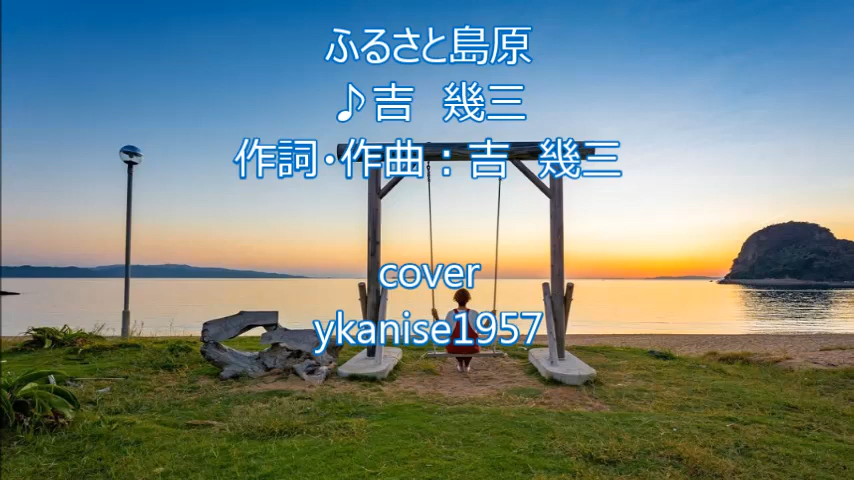 ふるさと島原
♪吉　幾三
作詞・作曲：吉　幾三
cover
ykanise1957